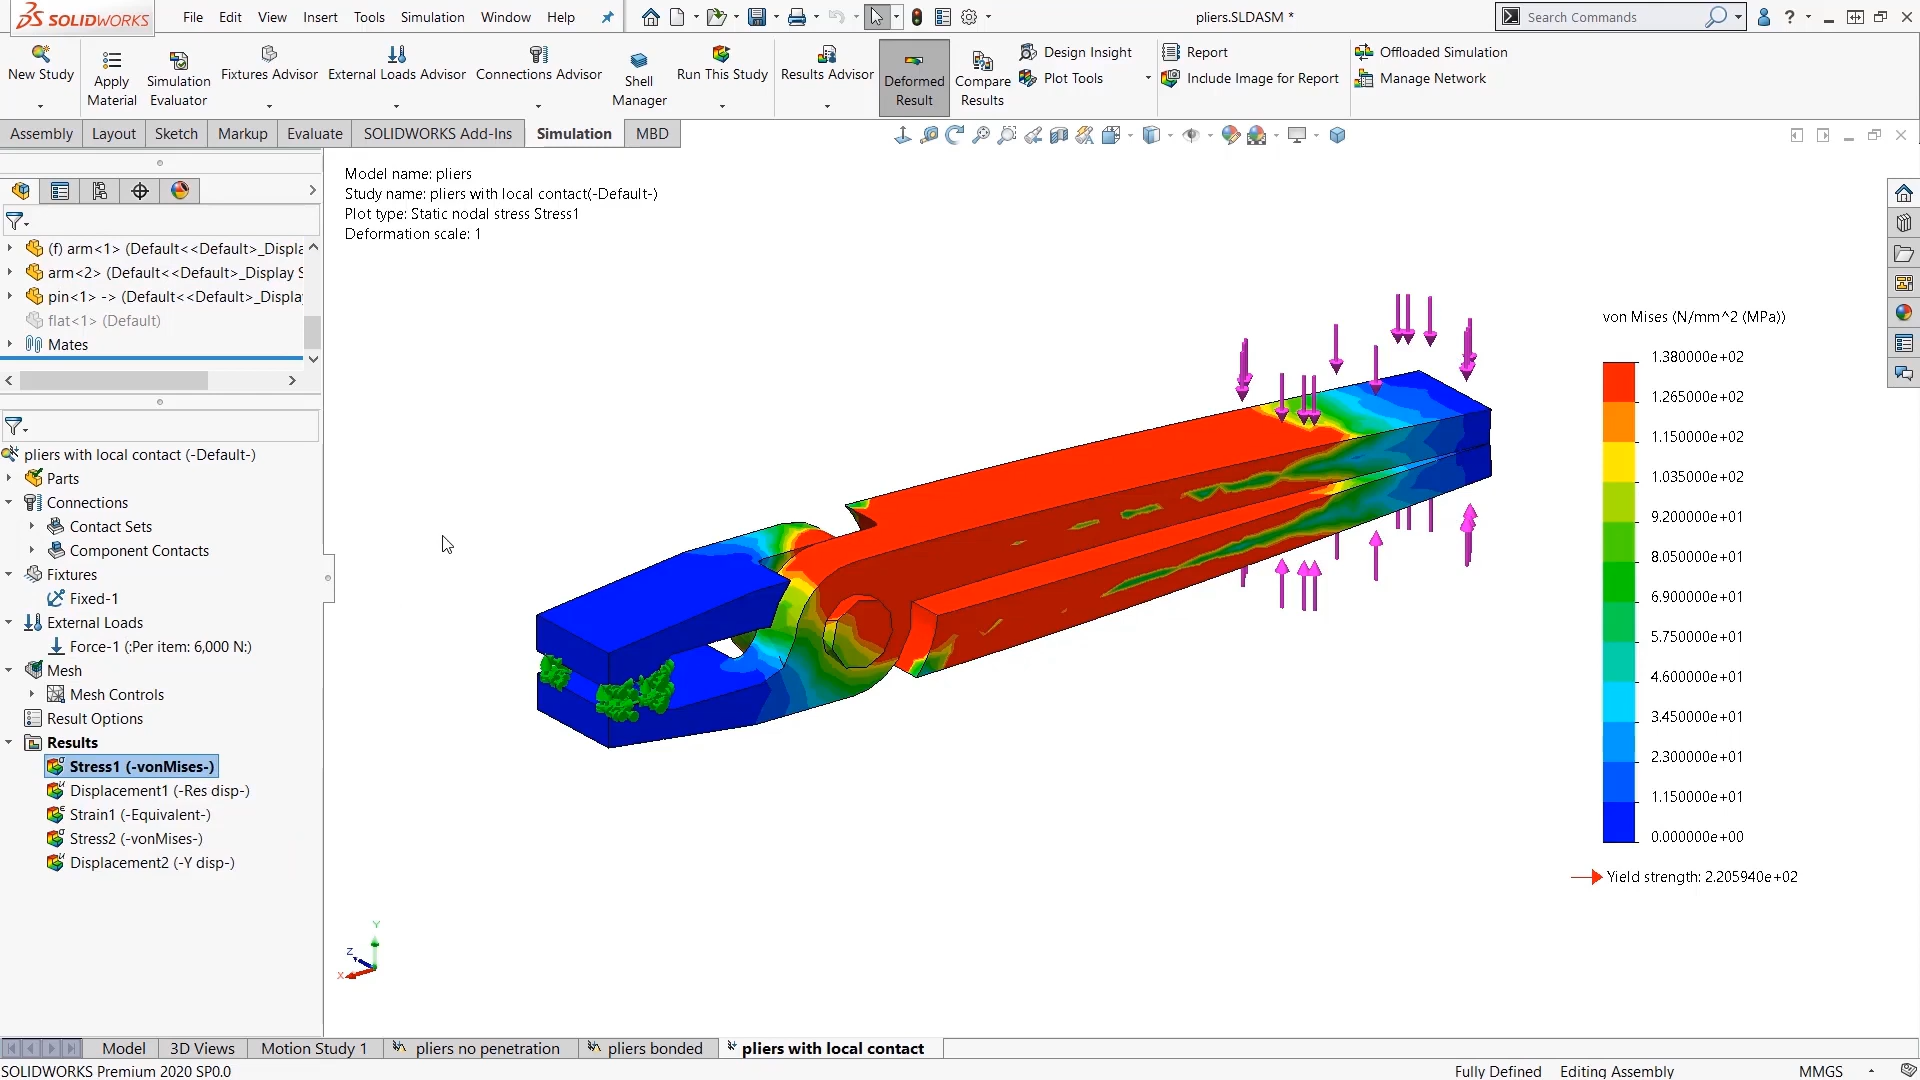 SOLIDWORKS
File Edit View Insert Tools Simulation Window Help
pliers.SLDASM *
Search Commands
New Study
Apply Material
Simulation Evaluator
Fixtures Advisor
External Loads Advisor
Connections Advisor
Shell Manager
Run This Study
Results Advisor
Deformed Result
Compare Results
Design Insight
Plot Tools
Report
Include Image for Report
Offloaded Simulation
Manage Network
Assembly Layout Sketch Markup Evaluate SOLIDWORKS Add-Ins Simulation MBD
(f) arm<1> (Default<<Default>_Displa
arm<2> (Default<<Default>_Display S
pin<1> -> (Default<<Default>_Displa
flat<1> (Default)
Mates
pliers with local contact (-Default-)
Parts
Connections
Contact Sets
Component Contacts
Fixtures
Fixed-1
External Loads
Force-1 (:Per item: 6,000 N:)
Mesh
Mesh Controls
Result Options
Results
Stress1 (-vonMises-)
Displacement1 (-Res disp-)
Strain1 (-Equivalent-)
Stress2 (-vonMises-)
Displacement2 (-Y disp-)
Model name: pliers
Study name: pliers with local contact(-Default-)
Plot type: Static nodal stress Stress1
Deformation scale: 1
von Mises (N/mm^2 (MPa))
1.380000e+02
1.265000e+02
1.150000e+02
1.035000e+02
9.200000e+01
8.050000e+01
6.900000e+01
5.750000e+01
4.600000e+01
3.450000e+01
2.300000e+01
1.150000e+01
0.000000e+00
Yield strength: 2.205940e+02
Y
Z
X
Model 3D Views Motion Study 1 pliers no penetration pliers bonded pliers with local contact
SOLIDWORKS Premium 2020 SP0.0
Fully Defined Editing Assembly MMGS